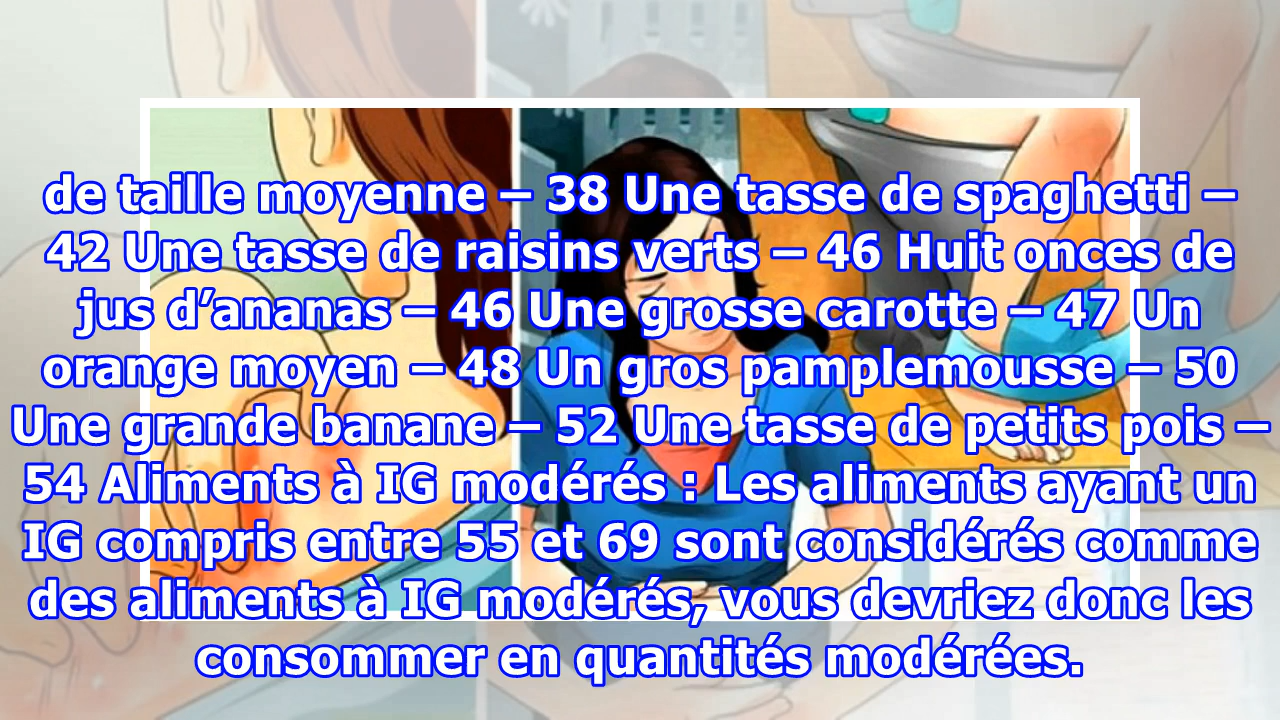 de taille moyenne – 38 Une tasse de spaghetti –
42 Une tasse de raisins verts – 46 Huit onces de
jus d’ananas – 46 Une grosse carotte – 47 Un
orange moyen – 48 Un gros pamplemousse – 50
Une grande banane – 52 Une tasse de petits pois –
54 Aliments à IG modérés : Les aliments ayant un
IG compris entre 55 et 69 sont considérés comme
des aliments à IG modérés, vous devriez donc les
consommer en quantités modérées.